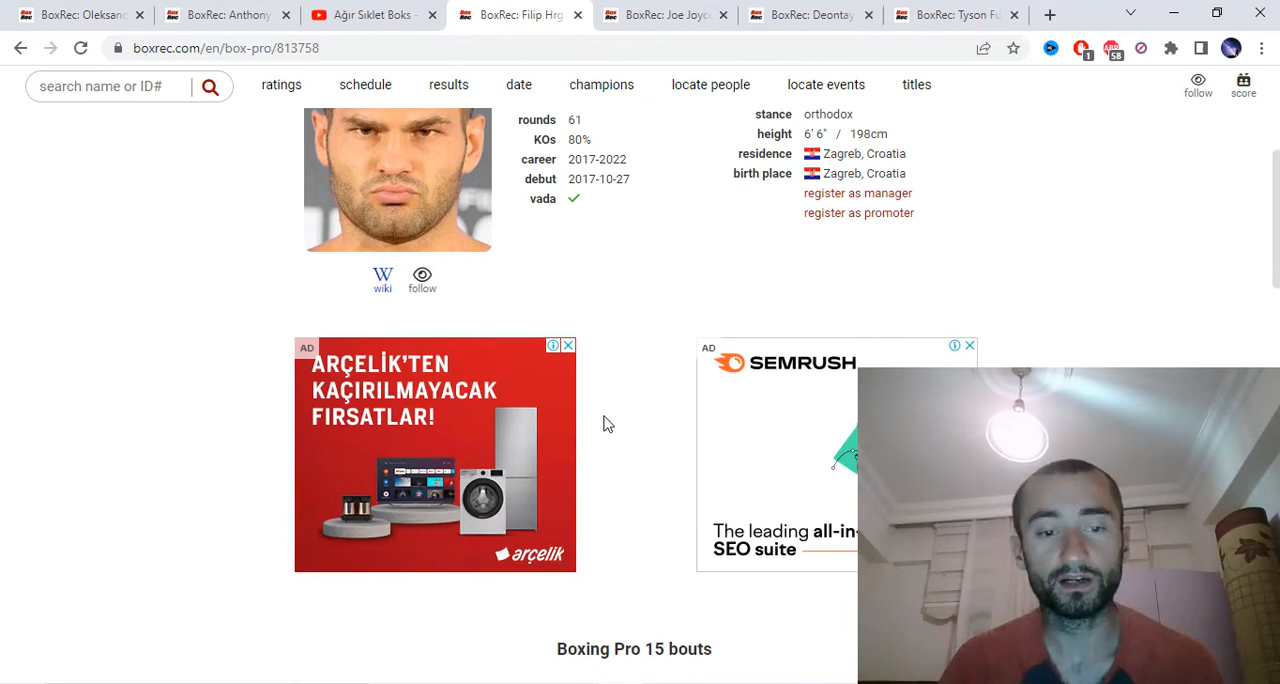 BoxRec: Oleksand
BoxRec: Anthony
Ağır Sıklet Boks -
BoxRec: Filip Hrg
BoxRec: Joe Joyc
BoxRec: Deontay
BoxRec: Tyson Fu
boxrec.com/en/box-pro/813758
1
58
search name or ID#
ratings
schedule
results
date
champions
locate people
locate events
titles
follow
score
rounds 61
KOs 80%
career 2017-2022
debut 2017-10-27
vada
stance orthodox
height 6' 6" / 198cm
residence Zagreb, Croatia
birth place Zagreb, Croatia
register as manager
register as promoter
W
wiki
follow
AD
ARÇELİK'TEN
KAÇIRILMAYACAK
FIRSATLAR!
arçelik
AD
SEMRUSH
The leading all-in-
SEO suite
Boxing Pro 15 bouts